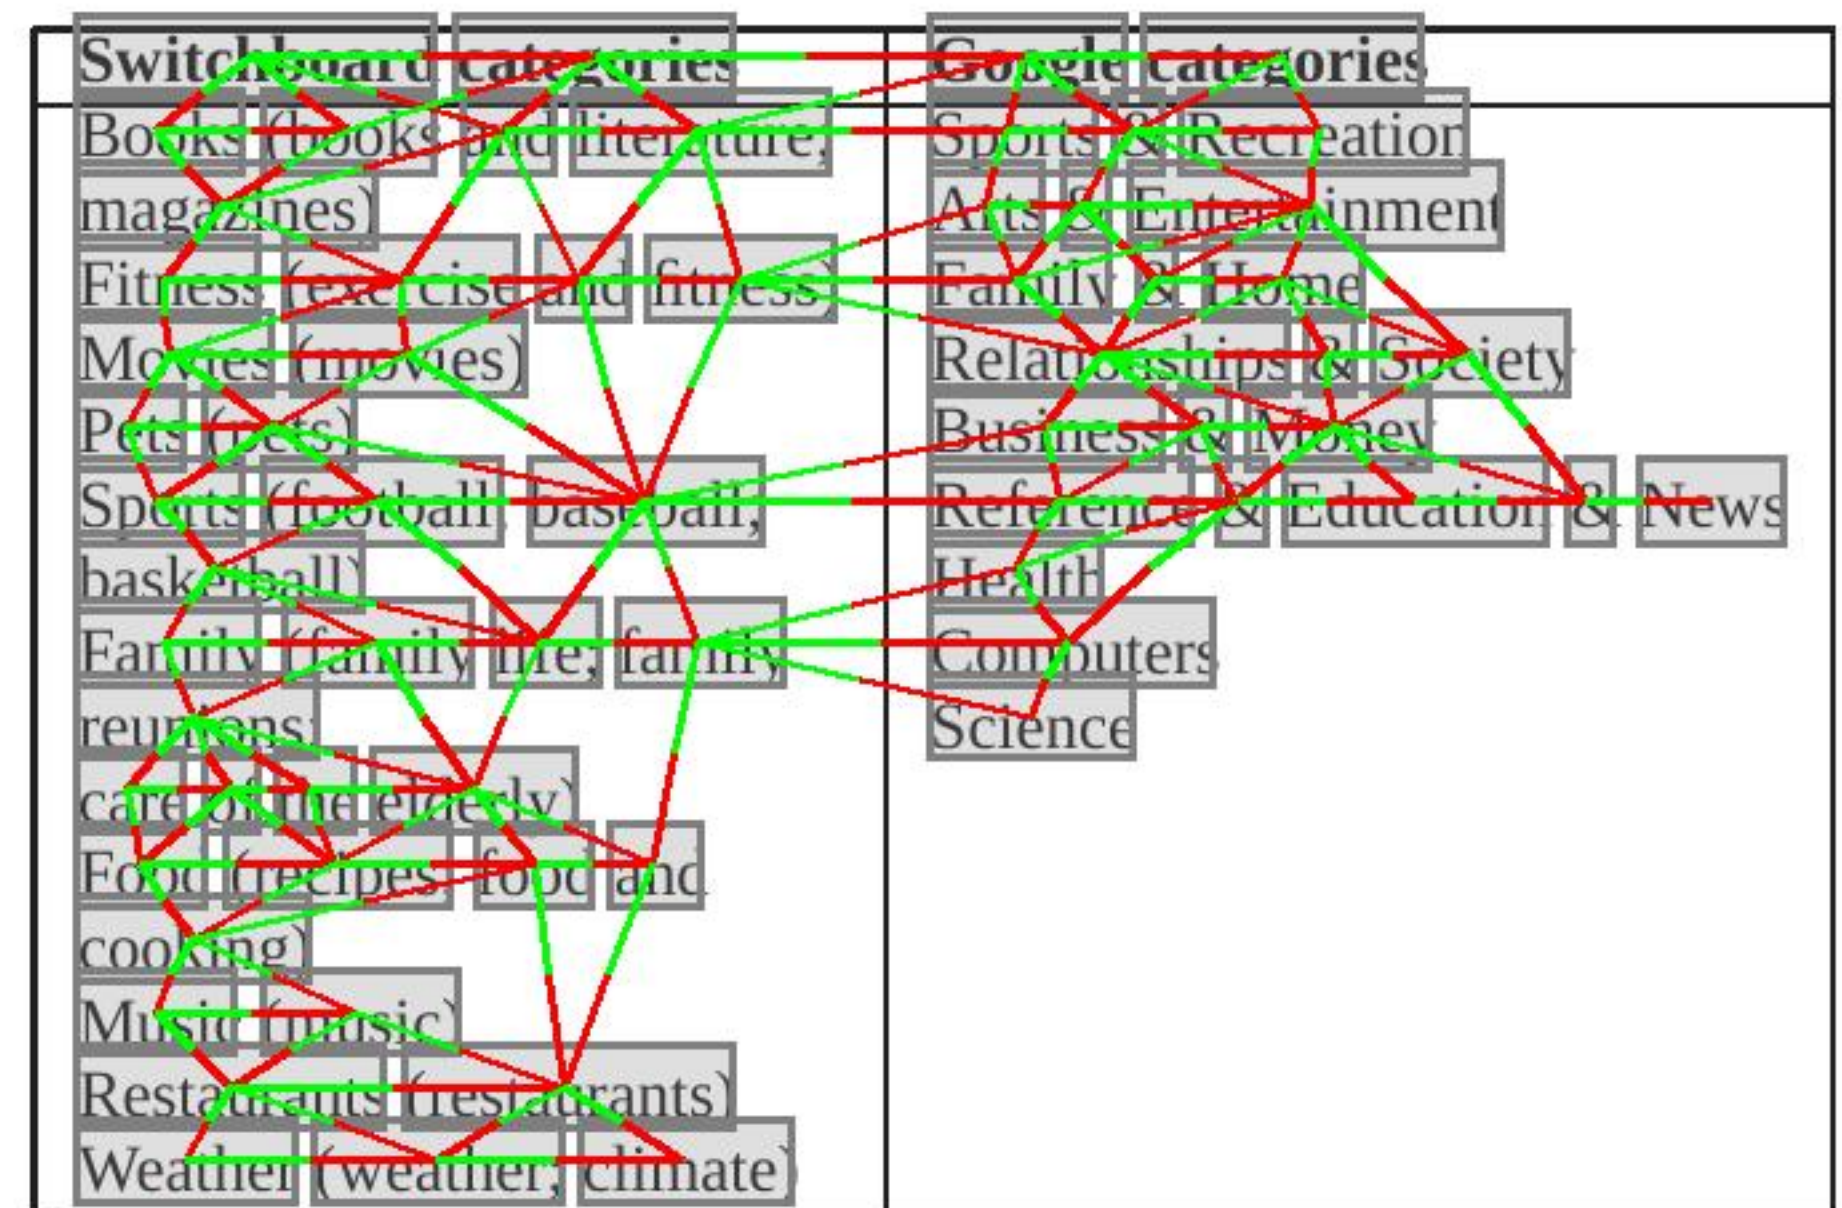 Switchboard categories
Books (books and literature,
magazines)
Fitness (exercise and fitness)
Movies (movies)
Pets (pets)
Sports (football, baseball,
basketball)
Family (family life, family
reunions,
care of the elderly)
Food (recipes, food and
cooking)
Music (music)
Restaurants (restaurants)
Weather (weather, climate)
Google categories
Sports & Recreation
Arts & Entertainment
Family & Home
Relationships & Society
Business & Money
Reference & Education & News
Health
Computers
Science